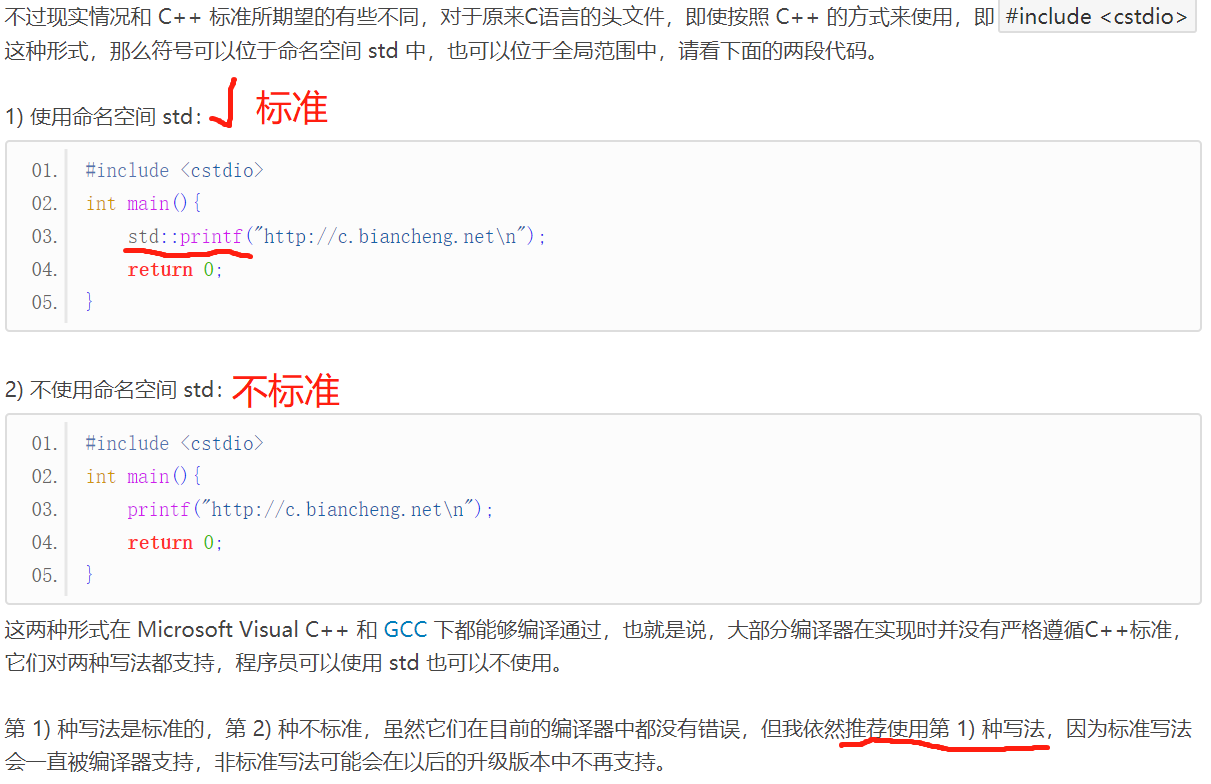 不过现实情况和 C++ 标准所期望的有些不同，对于原来C语言的头文件，即使按照 C++ 的方式来使用，即 #include <cstdio>
这种形式，那么符号可以位于命名空间 std 中，也可以位于全局范围中，请看下面的两段代码。
1) 使用命名空间 std： 标准
01. #include <cstdio>
02. int main(){
03.     std::printf("http://c.biancheng.net\n");
04.     return 0;
05. }
2) 不使用命名空间 std： 不标准
01. #include <cstdio>
02. int main(){
03.     printf("http://c.biancheng.net\n");
04.     return 0;
05. }
这两种形式在 Microsoft Visual C++ 和 GCC 下都能够编译通过，也就是说，大部分编译器在实现时并没有严格遵循C++标准，
它们对两种写法都支持，程序员可以使用 std 也可以不使用。
第 1) 种写法是标准的，第 2) 种不标准，虽然它们在目前的编译器中都没有错误，但我依然推荐使用第 1) 种写法，因为标准写法
会一直被编译器支持，非标准写法可能会在以后的升级版本中不再支持。